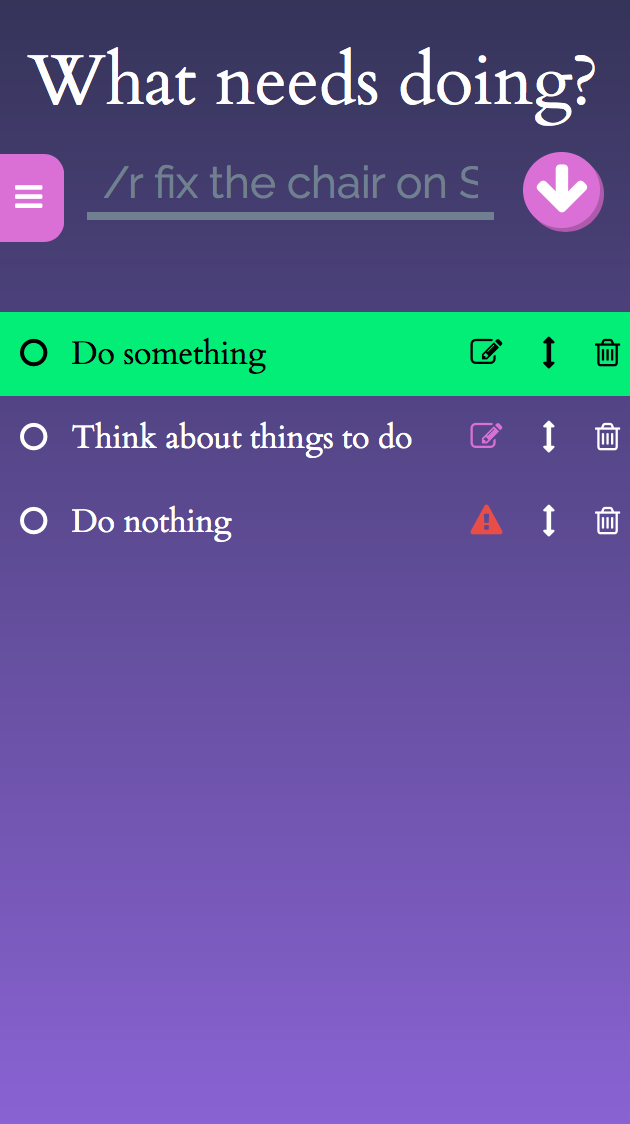 What needs doing?
/r fix the chair on S
Do something
Think about things to do
Do nothing